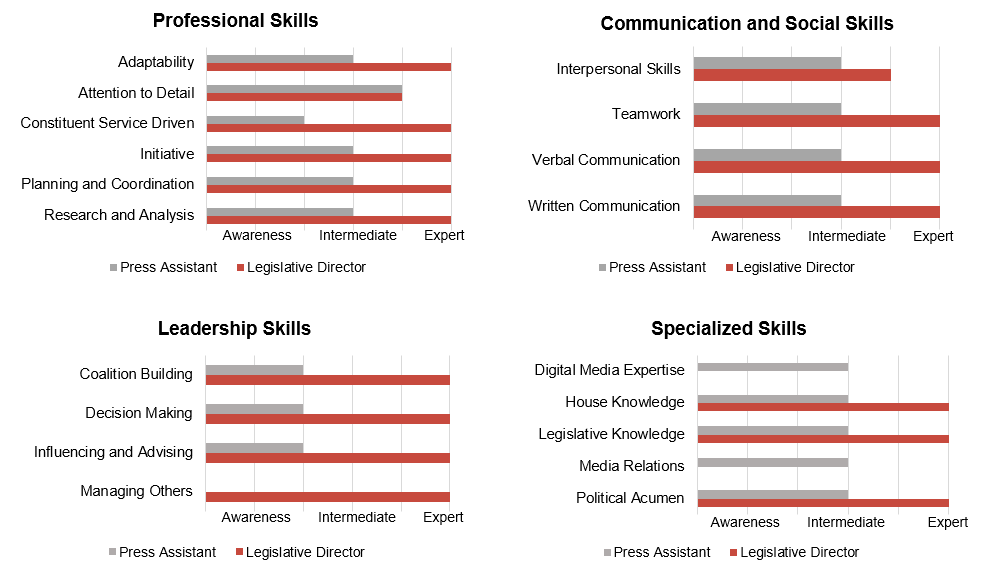 Professional Skills
Adaptability
Attention to Detail
Constituent Service Driven
Initiative
Planning and Coordination
Research and Analysis
Awareness Intermediate Expert
Press Assistant Legislative Director
Communication and Social Skills
Interpersonal Skills
Teamwork
Verbal Communication
Written Communication
Awareness Intermediate Expert
Press Assistant Legislative Director
Leadership Skills
Coalition Building
Decision Making
Influencing and Advising
Managing Others
Awareness Intermediate Expert
Press Assistant Legislative Director
Specialized Skills
Digital Media Expertise
House Knowledge
Legislative Knowledge
Media Relations
Political Acumen
Awareness Intermediate Expert
Press Assistant Legislative Director